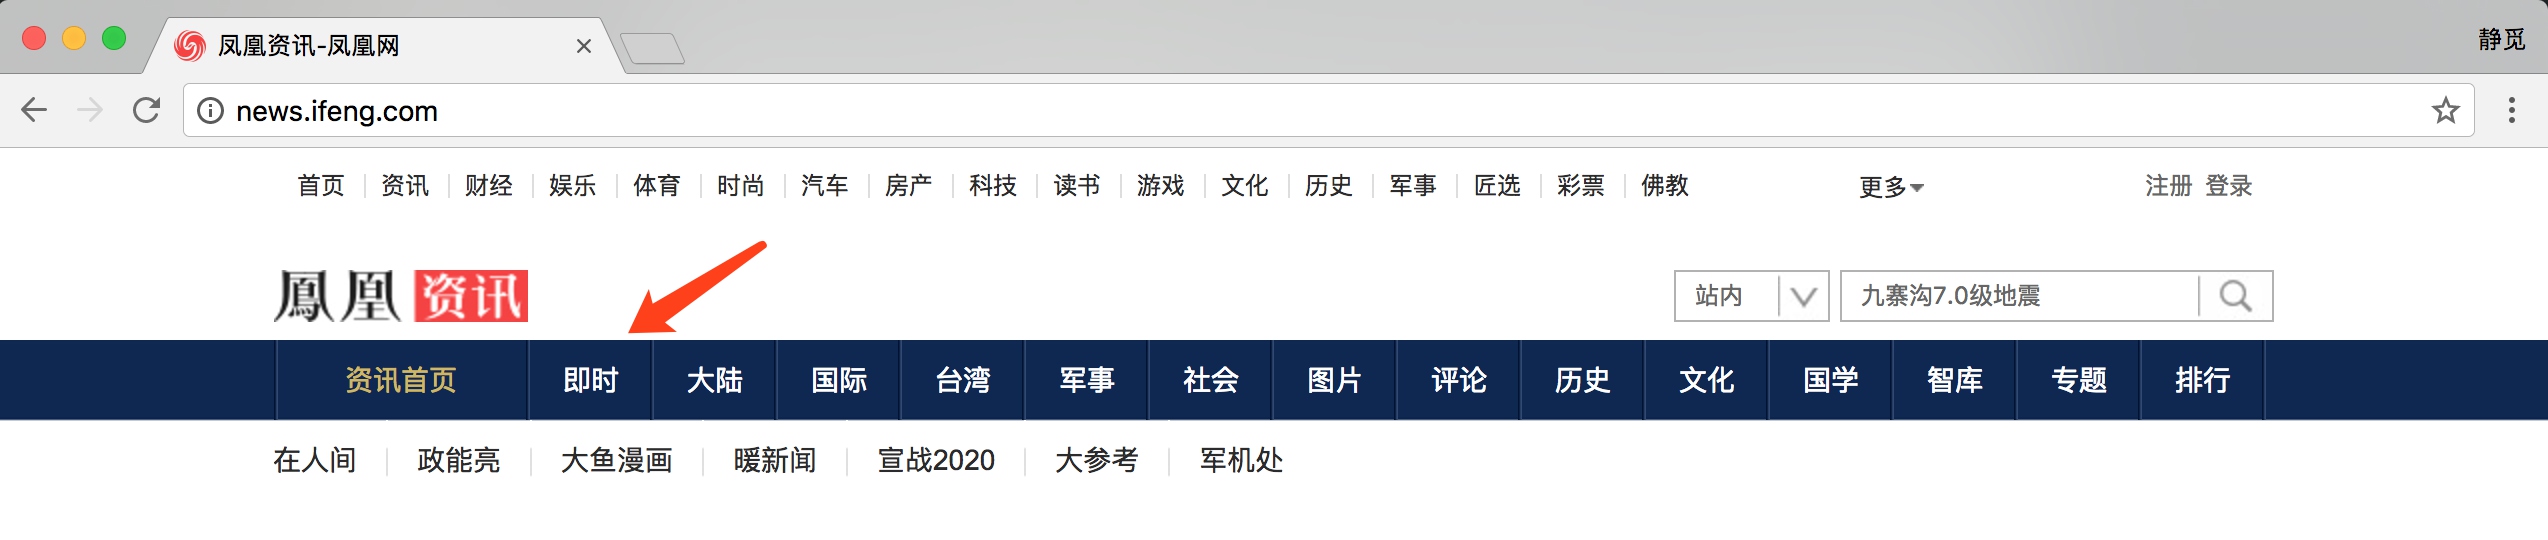 凤凰资讯-凤凰网
静觅
news.ifeng.com
首页 资讯 财经 娱乐 体育 时尚 汽车 房产 科技 读书 游戏 文化 历史 军事 匠选 彩票 佛教 更多 注册 登录
鳳凰 资讯
站内 九寨沟7.0级地震
资讯首页 即时 大陆 国际 台湾 军事 社会 图片 评论 历史 文化 国学 智库 专题 排行
在人间 政能亮 大鱼漫画 暖新闻 宣战2020 大参考 军机处